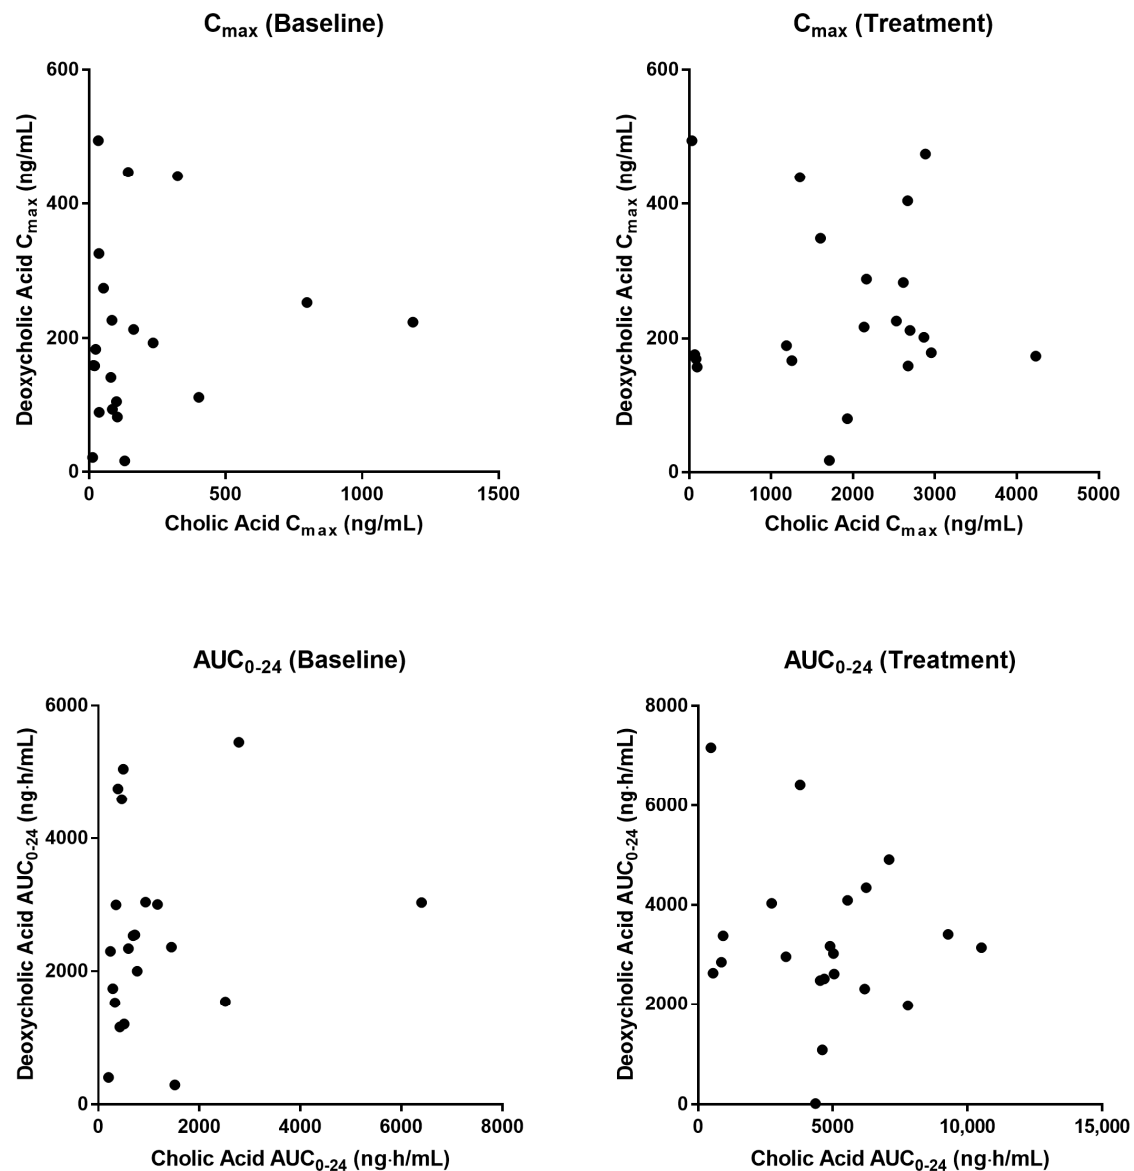 Cmax (Baseline)
600
400
200
0
Deoxycholic Acid Cmax (ng/mL)
0 500 1000 1500
Cholic Acid Cmax (ng/mL)
Cmax (Treatment)
600
400
200
0
Deoxycholic Acid Cmax (ng/mL)
0 1000 2000 3000 4000 5000
Cholic Acid Cmax (ng/mL)
AUC0-24 (Baseline)
6000
4000
2000
0
Deoxycholic Acid AUC0-24 (ng·h/mL)
0 2000 4000 6000 8000
Cholic Acid AUC0-24 (ng·h/mL)
AUC0-24 (Treatment)
8000
6000
4000
2000
0
Deoxycholic Acid AUC0-24 (ng·h/mL)
0 5000 10,000 15,000
Cholic Acid AUC0-24 (ng·h/mL)